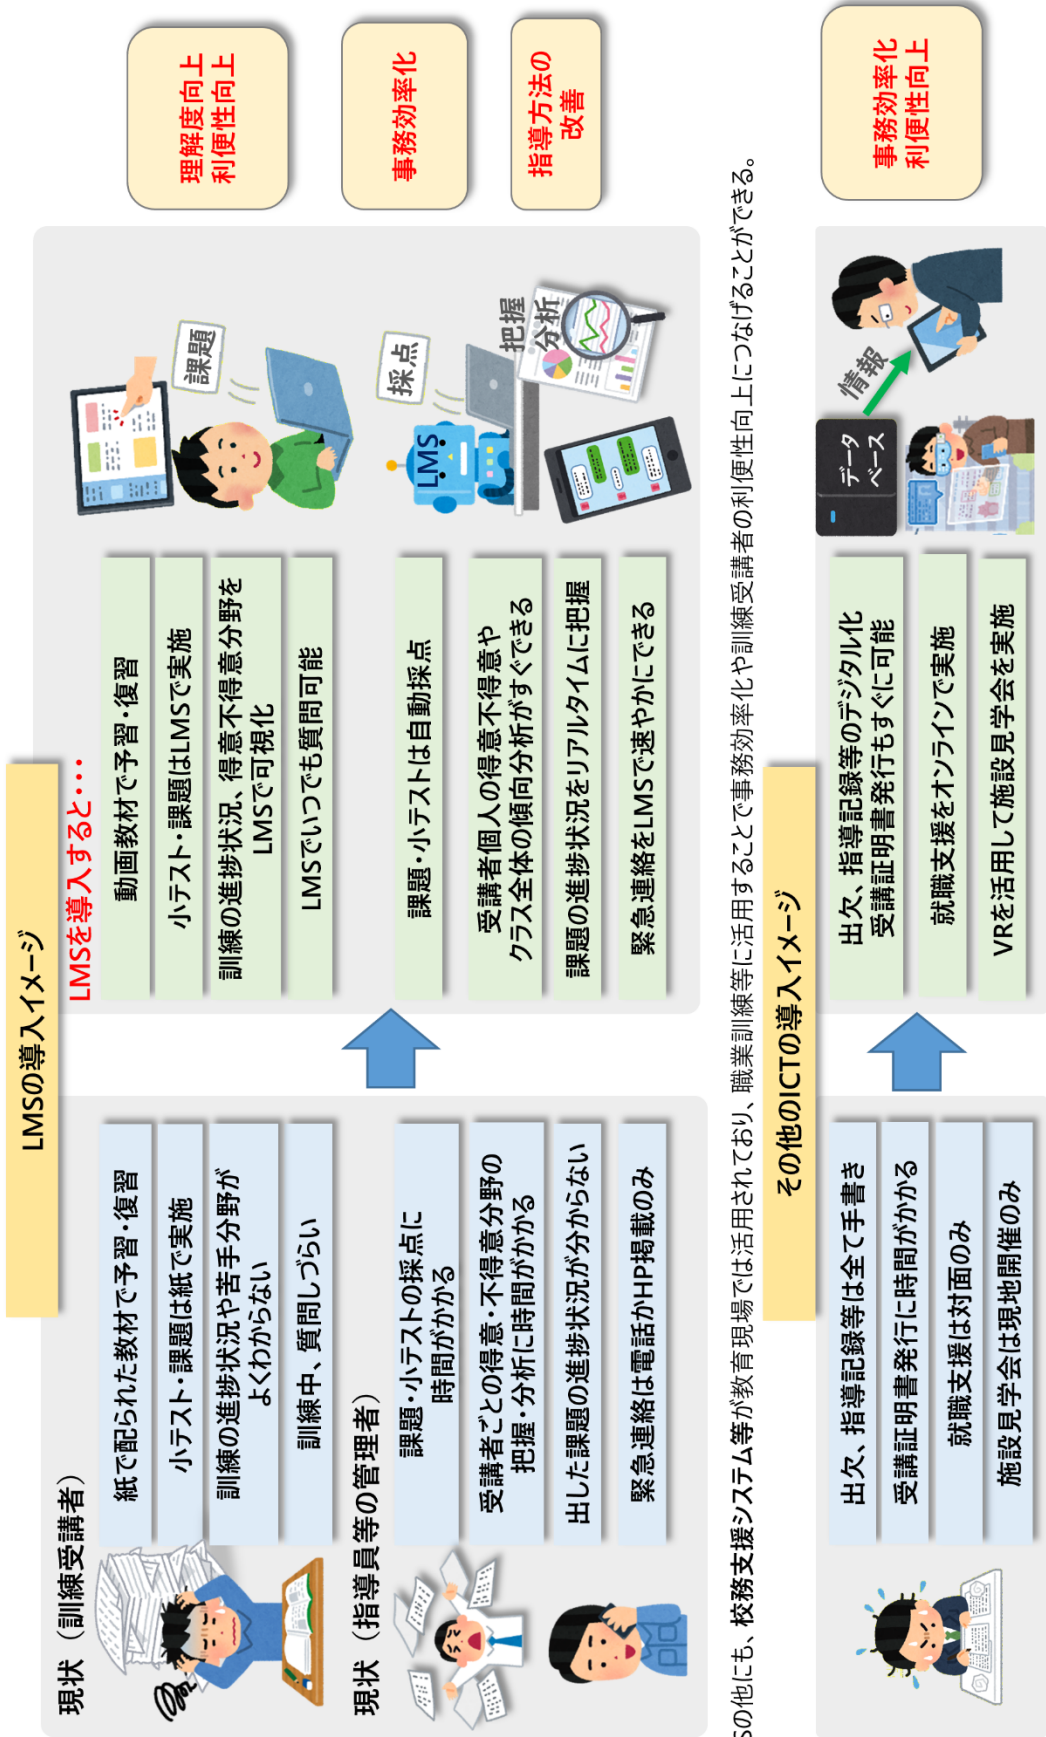 LMSの導入イメージ
現状（訓練受講者）
紙で配られた教材で予習・復習
小テスト・課題は紙で実施
訓練の進捗状況や苦手分野が
よくわからない
訓練中、質問しづらい
現状（指導員等の管理者）
課題・小テストの採点に
時間がかかる
受講者ごとの得意・不得意分野の
把握・分析に時間がかかる
出した課題の進捗状況が分からない
緊急連絡は電話かHP掲載のみ
LMSを導入すると・・・
動画教材で予習・復習
小テスト・課題はLMSで実施
訓練の進捗状況、得意不得意分野を
LMSで可視化
LMSでいつでも質問可能
課題・小テストは自動採点
受講者個人の得意不得意や
クラス全体の傾向分析がすぐできる
課題の進捗状況をリアルタイムに把握
緊急連絡をLMSで速やかにできる
課題
採点
LMS
把握
分析
理解度向上
利便性向上
事務効率化
指導方法の
改善
Sの他にも、校務支援システム等が教育現場では活用されており、職業訓練等に活用することで事務効率化や訓練受講者の利便性向上につなげることができる。
その他のICTの導入イメージ
出欠、指導記録等は全て手書き
受講証明書発行に時間がかかる
就職支援は対面のみ
施設見学会は現地開催のみ
出欠、指導記録等のデジタル化
受講証明書発行もすぐに可能
就職支援をオンラインで実施
VRを活用して施設見学会を実施
データ
ベース
情報
事務効率化
利便性向上